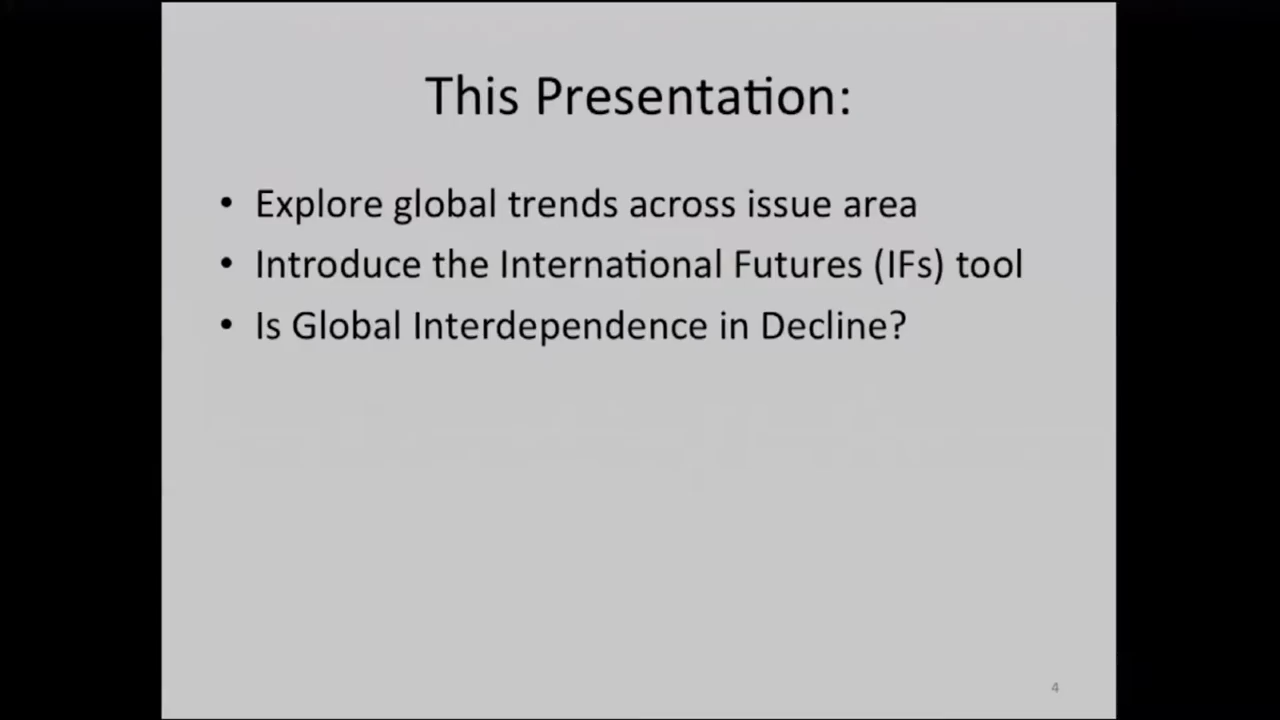 This Presentation:
• Explore global trends across issue area
• Introduce the International Futures (IFs) tool
• Is Global Interdependence in Decline?
4